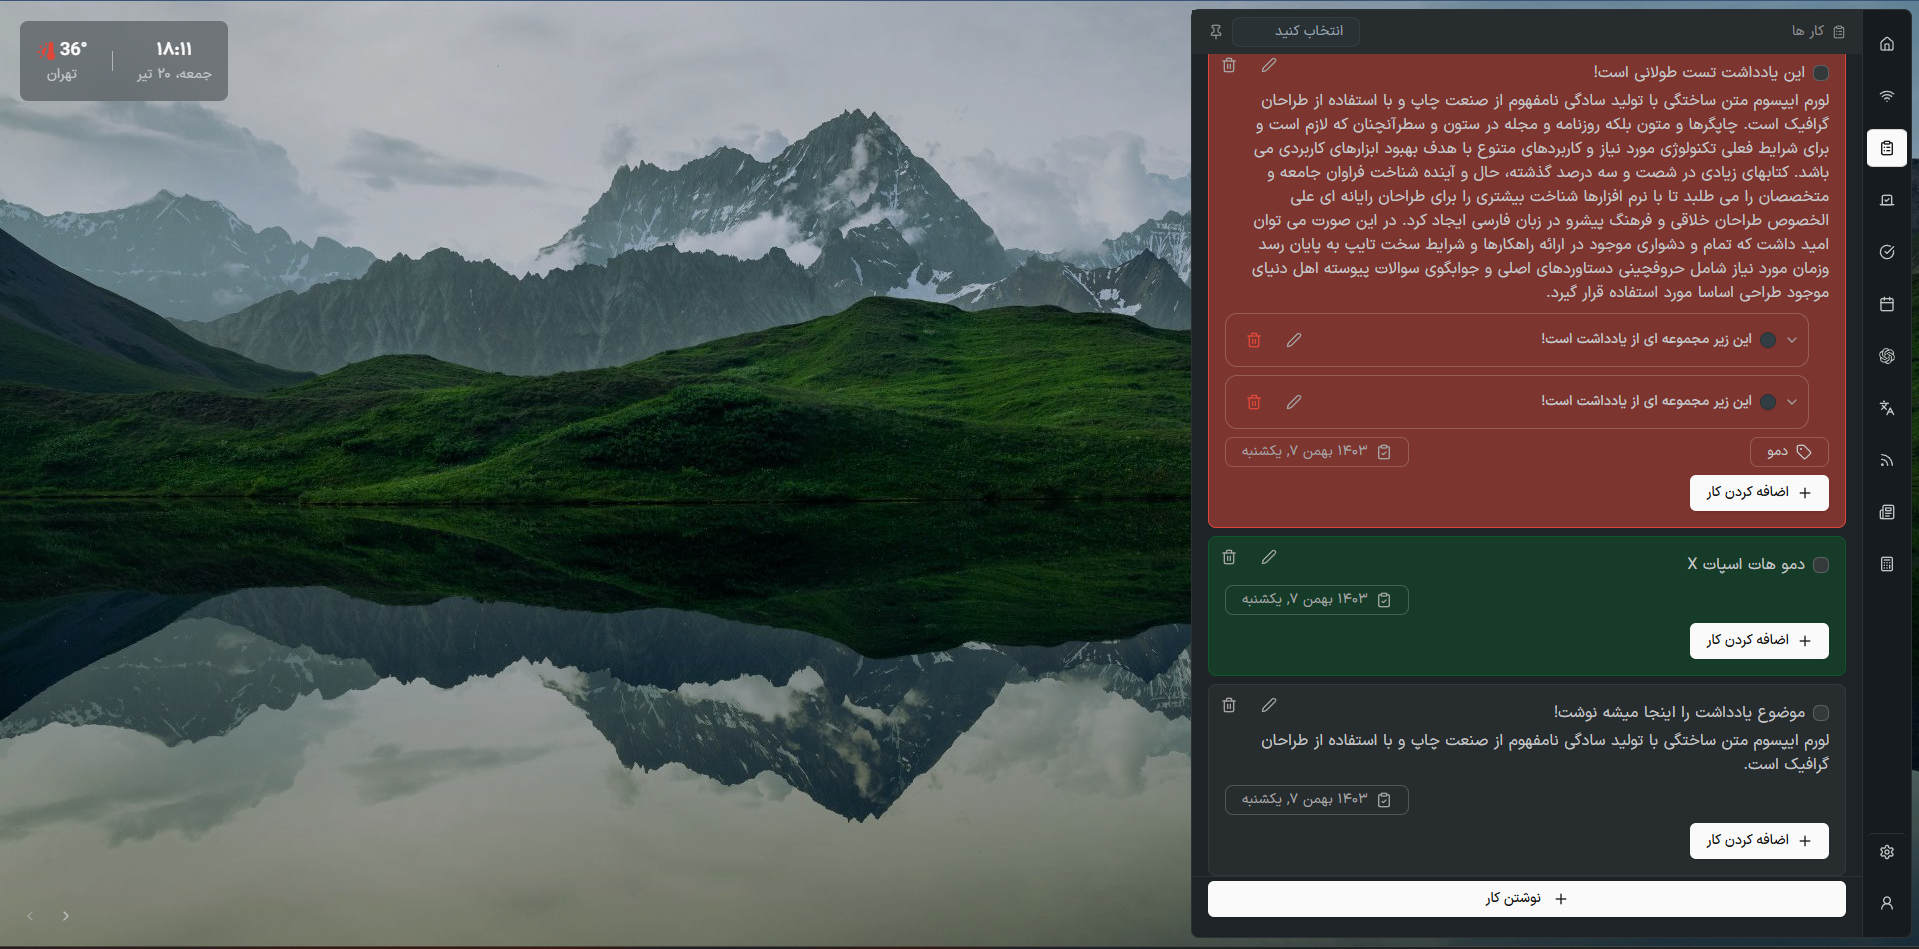 کار ها
انتخاب کنید
۱۸:۱۱
36°
جمعه، ۲۰ تیر
تهران
این یادداشت تست طولانی است!
لورم ایپسوم متن ساختگی با تولید سادگی نامفهوم از صنعت چاپ و با استفاده از طراحان
گرافیک است. چاپگرها و متون بلکه روزنامه و مجله در ستون و سطرآنچنان که لازم است و
برای شرایط فعلی تکنولوژی مورد نیاز و کاربردهای متنوع با هدف بهبود ابزارهای کاربردی می
باشد. کتابهای زیادی در شصت و سه درصد گذشته، حال و آینده شناخت فراوان جامعه و
متخصصان را می طلبد تا با نرم افزارها شناخت بیشتری را برای طراحان رایانه ای علی
الخصوص طراحان خلاقی و فرهنگ پیشرو در زبان فارسی ایجاد کرد. در این صورت می توان
امید داشت که تمام و دشواری موجود در ارائه راهکارها و شرایط سخت تایپ به پایان رسد
وزمان مورد نیاز شامل حروفچینی دستاوردهای اصلی و جوابگوی سوالات پیوسته اهل دنیای
موجود طراحی اساسا مورد استفاده قرار گیرد.
این زیر مجموعه ای از یادداشت است!
این زیر مجموعه ای از یادداشت است!
دمو
۱۴۰۳ بهمن ۷, یکشنبه
اضافه کردن کار
دمو هات اسپات X
۱۴۰۳ بهمن ۷, یکشنبه
اضافه کردن کار
موضوع یادداشت را اینجا میشه نوشت!
لورم ایپسوم متن ساختگی با تولید سادگی نامفهوم از صنعت چاپ و با استفاده از طراحان
گرافیک است.
۱۴۰۳ بهمن ۷, یکشنبه
اضافه کردن کار
نوشتن کار